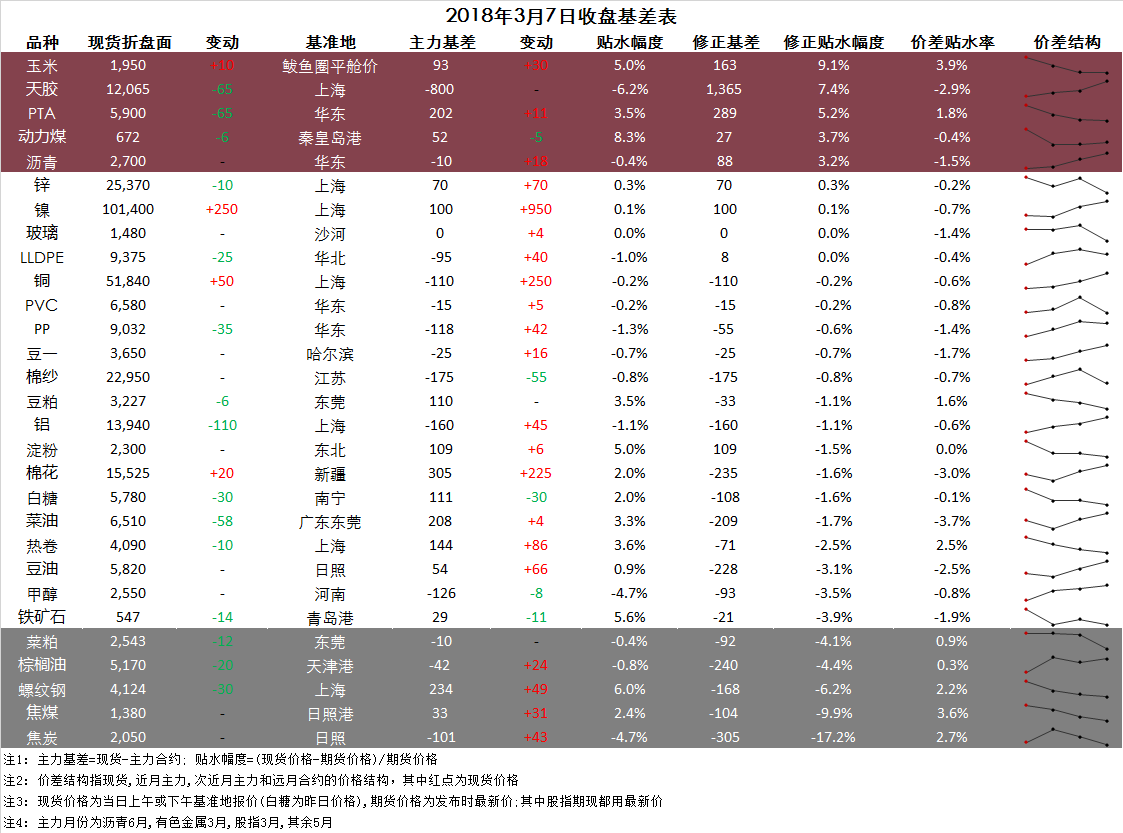 2018年3月7日收盘基差表
品种 现货折盘面 变动 基准地 主力基差 变动 贴水幅度 修正基差 修正贴水幅度 价差贴水率 价差结构
玉米 1,950 +10 鲅鱼圈平舱价 93 +30 5.0% 163 9.1% 3.9%
天胶 12,065 -65 上海 -800 - -6.2% 1,365 7.4% -2.9%
PTA 5,900 -65 华东 202 +11 3.5% 289 5.2% 1.8%
动力煤 672 -6 秦皇岛港 52 -5 8.3% 27 3.7% -0.4%
沥青 2,700 - 华东 -10 +18 -0.4% 88 3.2% -1.5%
锌 25,370 -10 上海 70 +70 0.3% 70 0.3% -0.2%
镍 101,400 +250 上海 100 +950 0.1% 100 0.1% -0.7%
玻璃 1,480 - 沙河 0 +4 0.0% 0 0.0% -1.4%
LLDPE 9,375 -25 华北 -95 +40 -1.0% 8 0.0% -0.4%
铜 51,840 +50 上海 -110 +250 -0.2% -110 -0.2% -0.6%
PVC 6,580 - 华东 -15 +5 -0.2% -15 -0.2% -0.8%
PP 9,032 -35 华东 -118 +42 -1.3% -55 -0.6% -1.4%
豆一 3,650 - 哈尔滨 -25 +16 -0.7% -25 -0.7% -1.7%
棉纱 22,950 - 江苏 -175 -55 -0.8% -175 -0.8% -0.7%
豆粕 3,227 -6 东莞 110 - 3.5% -33 -1.1% 1.6%
铝 13,940 -110 上海 -160 +45 -1.1% -160 -1.1% -0.6%
淀粉 2,300 - 东北 109 +6 5.0% 109 -1.5% 0.0%
棉花 15,525 +20 新疆 305 +225 2.0% -235 -1.6% -3.0%
白糖 5,780 -30 南宁 111 -30 2.0% -108 -1.6% -0.1%
菜油 6,510 -58 广东东莞 208 +4 3.3% -209 -1.7% -3.7%
热卷 4,090 -10 上海 144 +86 3.6% -71 -2.5% 2.5%
豆油 5,820 - 日照 54 +66 0.9% -228 -3.1% -2.5%
甲醇 2,550 - 河南 -126 -8 -4.7% -93 -3.5% -0.8%
铁矿石 547 -14 青岛港 29 -11 5.6% -21 -3.9% -1.9%
菜粕 2,543 -12 东莞 -10 - -0.4% -92 -4.1% 0.9%
棕榈油 5,170 -20 天津港 -42 +24 -0.8% -240 -4.4% 0.3%
螺纹钢 4,124 -30 上海 234 +49 6.0% -168 -6.2% 2.2%
焦煤 1,380 - 日照港 33 +31 2.4% -104 -9.9% 3.6%
焦炭 2,050 - 日照 -101 +43 -4.7% -305 -17.2% 2.7%
注1：主力基差=现货-主力合约；贴水幅度=(现货价格-期货价格)/期货价格
注2：价差结构指现货,近月主力,次近月主力和远月合约的价格结构，其中红点为现货价格
注3：现货价格为当日上午或下午基准地报价(白糖为昨日价格),期货价格为发布时最新价;其中股指期现都用最新价
注4：主力月份为沥青6月,有色金属3月,股指3月,其余5月